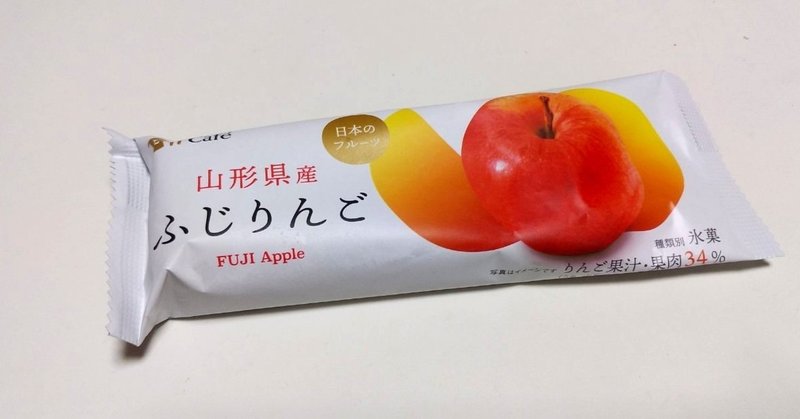 Café
日本の
フルーツ
山形県産
ふじりんご
FUJI Apple
種類別 氷菓
写真はイメージです りんご果汁・果肉34%